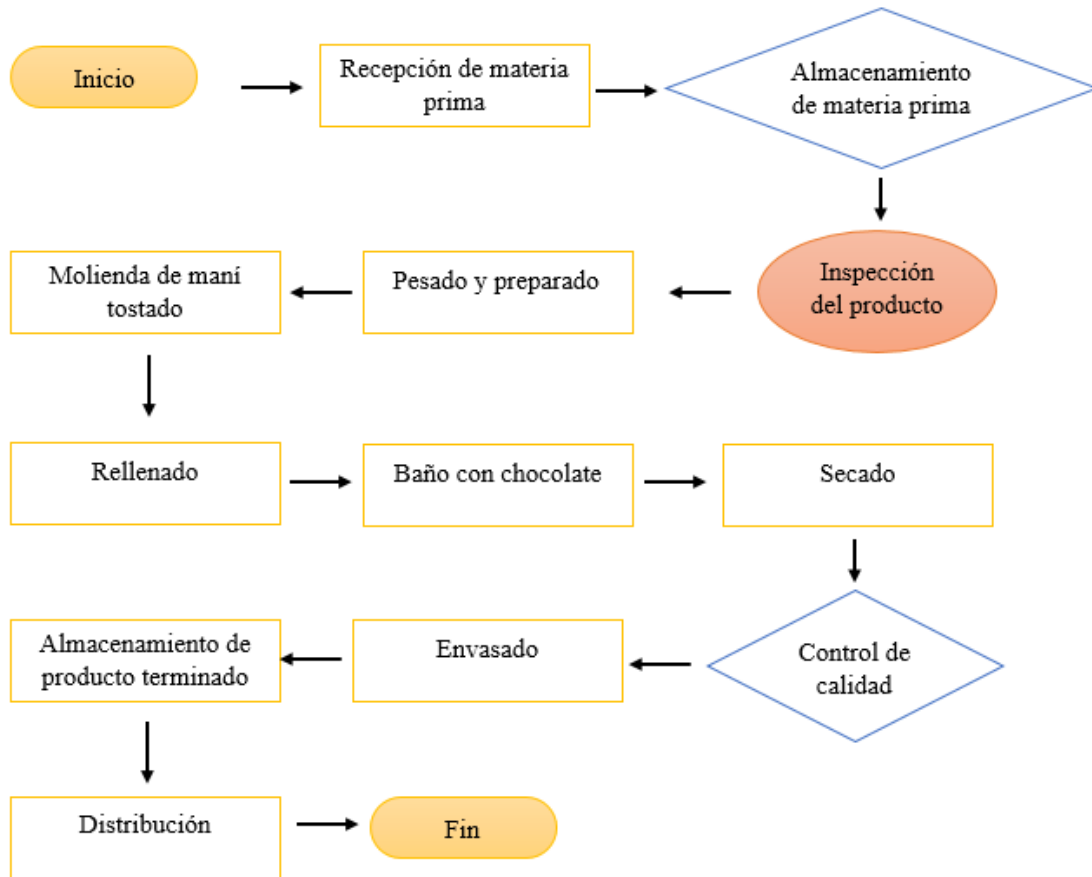 Inicio
Recepción de materia
prima
Almacenamiento
de materia prima
Inspección
del producto
Pesado y preparado
Molienda de maní
tostado
Rellenado
Baño con chocolate
Secado
Control de
calidad
Envasado
Almacenamiento de
producto terminado
Distribución
Fin